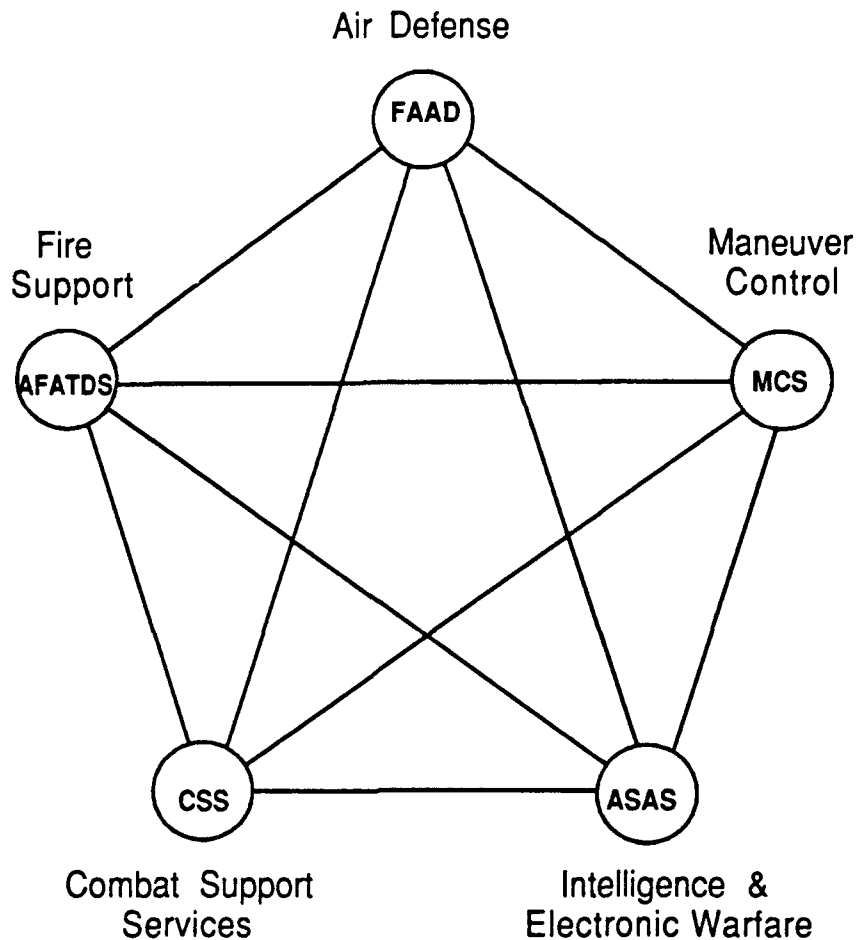 Air Defense
FAAD
Fire
Support
Maneuver
Control
AFATDS
MCS
CSS
ASAS
Combat Support
Services
Intelligence &
Electronic Warfare